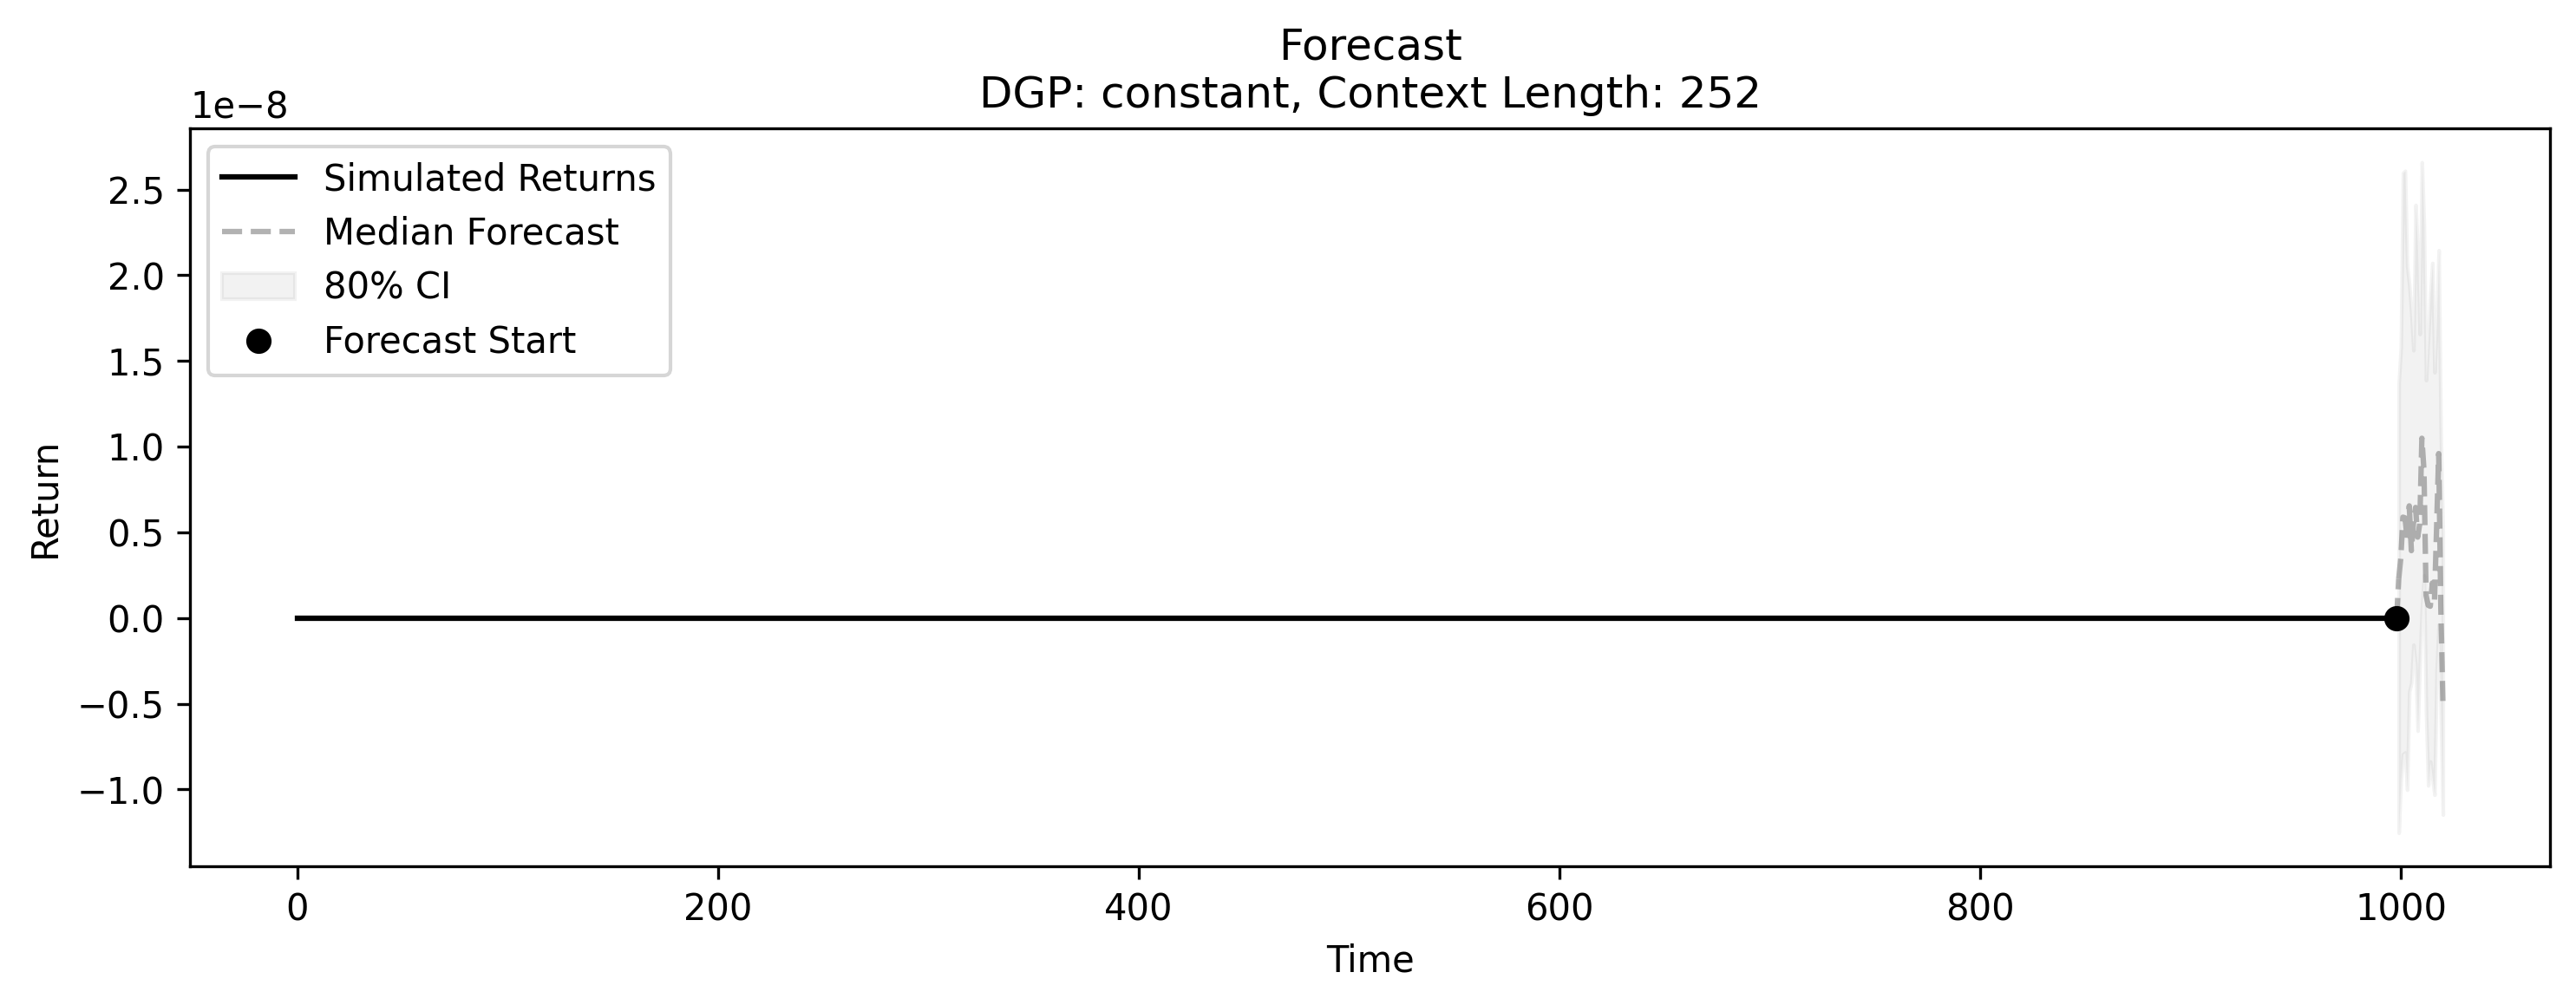 Forecast
DGP: constant, Context Length: 252
1e−8
Simulated Returns
Median Forecast
80% CI
Forecast Start
2.5
2.0
1.5
1.0
0.5
0.0
−0.5
−1.0
Return
0 200 400 600 800 1000
Time